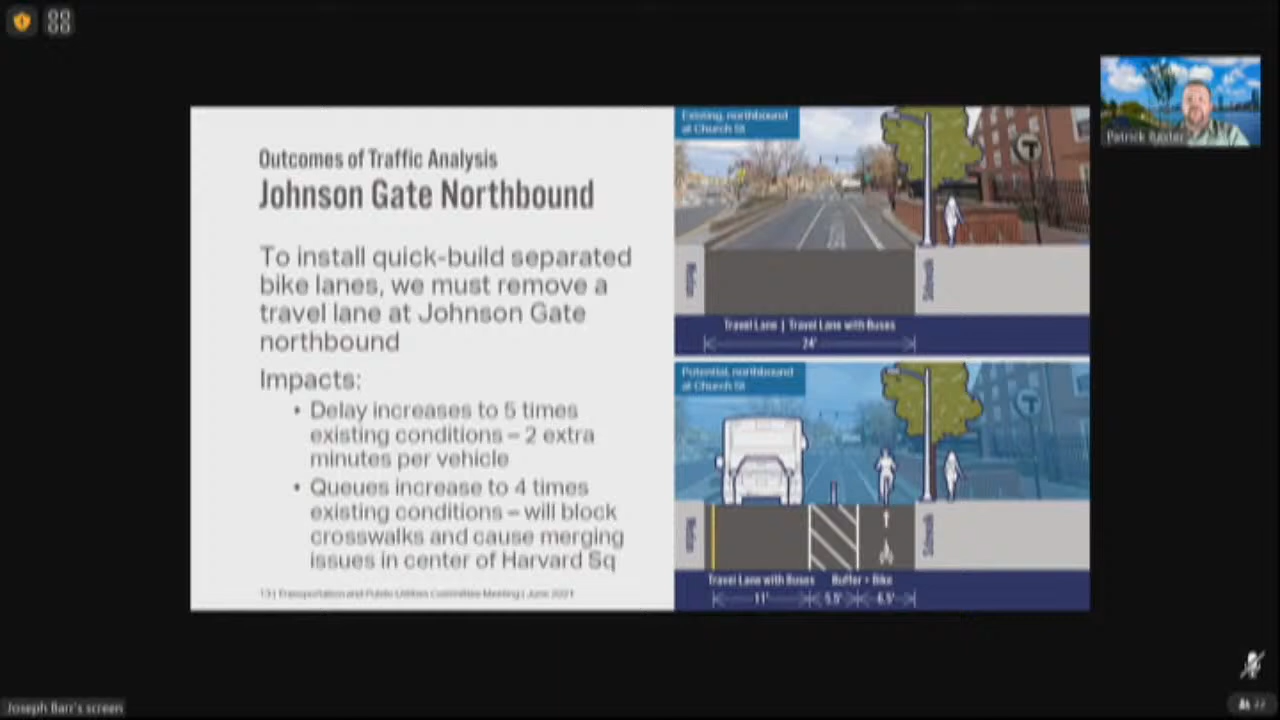 Outcomes of Traffic Analysis
Johnson Gate Northbound
To install quick-build separated
bike lanes, we must remove a
travel lane at Johnson Gate
northbound
Impacts:
• Delay increases to 5 times
existing conditions – 2 extra
minutes per vehicle
• Queues increase to 4 times
existing conditions – will block
crosswalks and cause merging
issues in center of Harvard Sq
13 | Transportation and Public Utilities Committee Meeting | June 2021
Existing, northbound
at Church St
T
Median
Sidewalk
Travel Lane | Travel Lane with Buses
24'
Potential, northbound
at Church St
T
Median
Sidewalk
Travel Lane with Buses
Buffer + Bike
11'
5.5'
6.5'
Patrick Baxter
Joseph Barr's screen